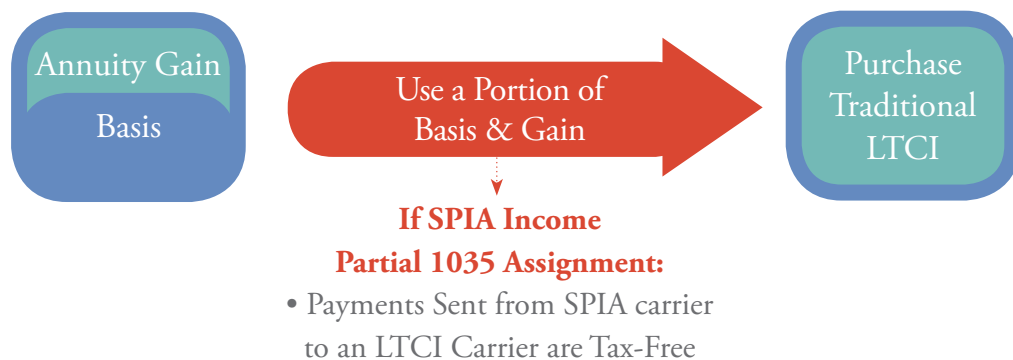 Annuity Gain
Basis
Use a Portion of
Basis & Gain
Purchase
Traditional
LTCI
If SPIA Income
Partial 1035 Assignment:
• Payments Sent from SPIA carrier
to an LTCI Carrier are Tax-Free